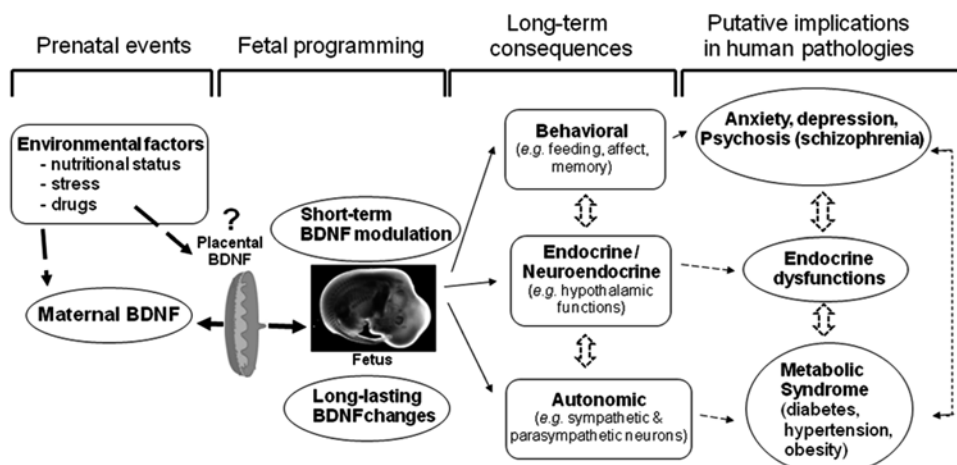 Prenatal events
Fetal programming
Long-term
consequences
Putative implications
in human pathologies
Environmental factors
- nutritional status
- stress
- drugs
?
Placental
BDNF
Maternal BDNF
Short-term
BDNF modulation
Fetus
Long-lasting
BDNFchanges
Behavioral
(e.g. feeding, affect,
memory)
Endocrine/
Neuroendocrine
(e.g. hypothalamic
functions)
Autonomic
(e.g. sympathetic &
parasympathetic neurons)
Anxiety, depression,
Psychosis (schizophrenia)
Endocrine
dysfunctions
Metabolic
Syndrome
(diabetes,
hypertension,
obesity)